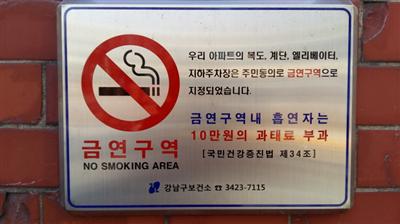 우리 아파트의 복도, 계단, 엘리베이터,
지하주차장은 주민동의로 금연구역으로
지정되었습니다.
금연구역내 흡연자는
10만원의 과태료 부과
[국민건강증진법 제34조]
금연구역
NO SMOKING AREA
강남구보건소 ☎ 3423-7115